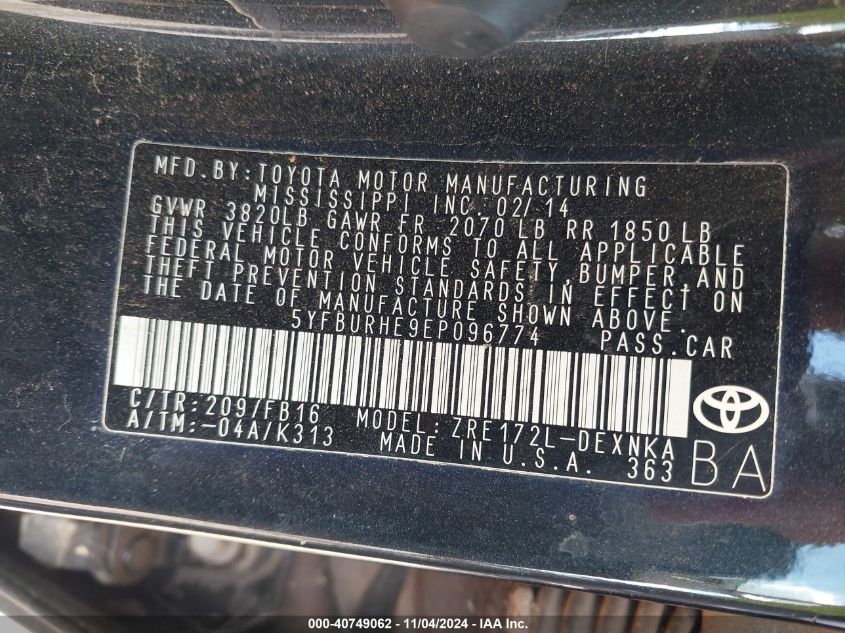 MFD. BY: TOYOTA MOTOR MANUFACTURING
MISSISSIPPI INC. 02/14
GVWR 3820LB GAWR FR 2070 LB RR 1850 LB
THIS VEHICLE CONFORMS TO ALL APPLICABLE
FEDERAL MOTOR VEHICLE SAFETY, BUMPER, AND
THEFT PREVENTION STANDARDS IN EFFECT ON
THE DATE OF MANUFACTURE SHOWN ABOVE.
5YFBURHE9EP096774 PASS. CAR
C/TR: 209/FB16 MODEL: ZRE172L-DEXNKA
A/TM: -04A/K313 MADE IN U.S.A. 363
BA
000-40749062 - 11/04/2024 - IAA Inc.